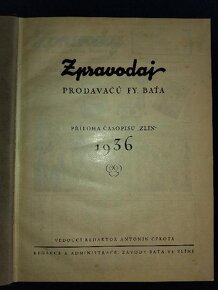 Zpravodaj
PRODAVAČŮ FY. BAŤA
PŘÍLOHA ČASOPISU „ZLÍN“
1936
VEDOUCÍ REDAKTOR ANTONÍN CEKOTA
REDAKCE A ADMINISTRACE, ZÁVODY BAŤA VE ZLÍNĚ